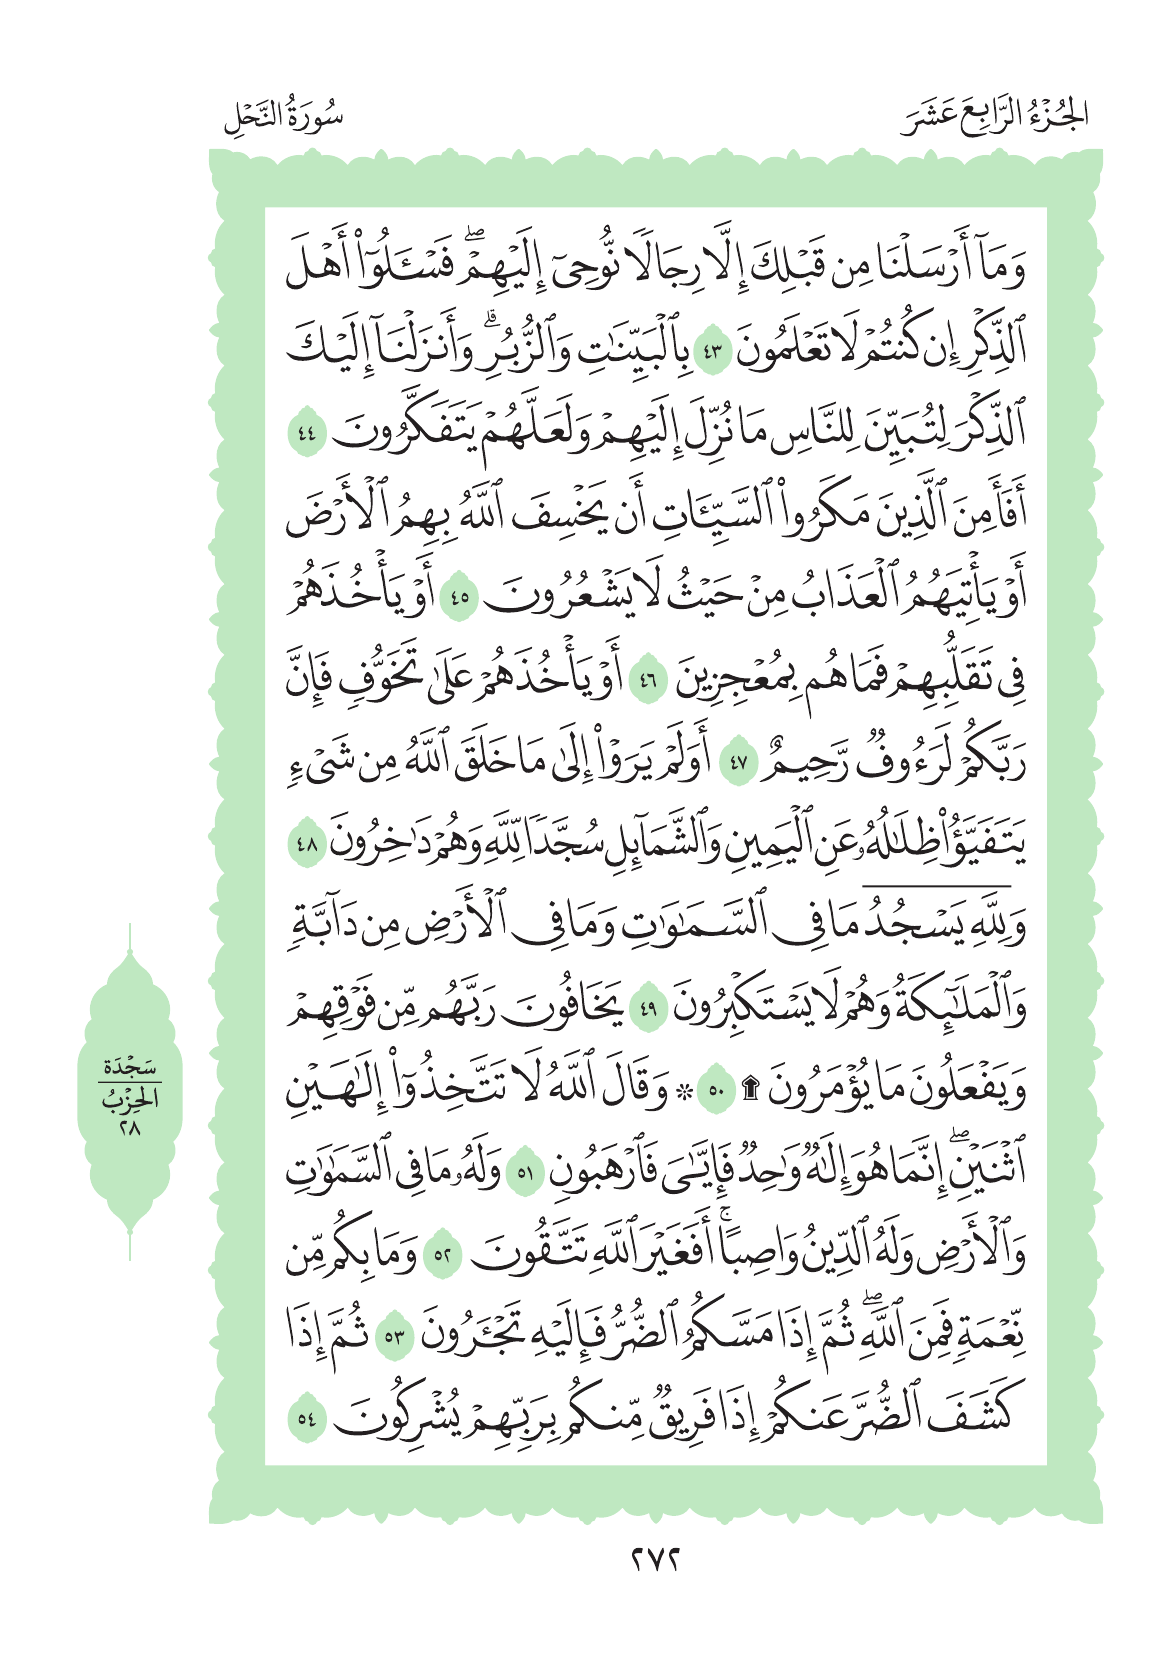 الجُزْءُ الرَّابِعَ عَشَرَ
سُورَةُ النَّحْلِ
وَمَآ أَرْسَلْنَا مِن قَبْلِكَ إِلَّا رِجَالًا نُّوحِىٓ إِلَيْهِمْ ۖ فَسْـَٔلُوٓا۟ أَهْلَ
ٱلذِّكْرِ إِن كُنتُمْ لَا تَعْلَمُونَ ٤٣ بِٱلْبَيِّنَـٰتِ وَٱلزُّبُرِ ۗ وَأَنزَلْنَآ إِلَيْكَ
ٱلذِّكْرَ لِتُبَيِّنَ لِلنَّاسِ مَا نُزِّلَ إِلَيْهِمْ وَلَعَلَّهُمْ يَتَفَكَّرُونَ ٤٤
أَفَأَمِنَ ٱلَّذِينَ مَكَرُوا۟ ٱلسَّيِّـَٔاتِ أَن يَخْسِفَ ٱللَّهُ بِهِمُ ٱلْأَرْضَ
أَوْ يَأْتِيَهُمُ ٱلْعَذَابُ مِنْ حَيْثُ لَا يَشْعُرُونَ ٤٥ أَوْ يَأْخُذَهُمْ
فِى تَقَلُّبِهِمْ فَمَا هُم بِمُعْجِزِينَ ٤٦ أَوْ يَأْخُذَهُمْ عَلَىٰ تَخَوُّفٍ فَإِنَّ
رَبَّكُمْ لَرَءُوفٌ رَّحِيمٌ ٤٧ أَوَلَمْ يَرَوْا۟ إِلَىٰ مَا خَلَقَ ٱللَّهُ مِن شَىْءٍ
يَتَفَيَّؤُا۟ ظِلَـٰلُهُۥ عَنِ ٱلْيَمِينِ وَٱلشَّمَآئِلِ سُجَّدًا لِّلَّهِ وَهُمْ دَٰخِرُونَ ٤٨
وَلِلَّهِ يَسْجُدُ مَا فِى ٱلسَّمَـٰوَٰتِ وَمَا فِى ٱلْأَرْضِ مِن دَآبَّةٍ
وَٱلْمَلَـٰٓئِكَةُ وَهُمْ لَا يَسْتَكْبِرُونَ ٤٩ يَخَافُونَ رَبَّهُم مِّن فَوْقِهِمْ
وَيَفْعَلُونَ مَا يُؤْمَرُونَ ۩ ٥٠ ۞ وَقَالَ ٱللَّهُ لَا تَتَّخِذُوٓا۟ إِلَـٰهَيْنِ
ٱثْنَيْنِ ۖ إِنَّمَا هُوَ إِلَـٰهٌ وَٰحِدٌ فَإِيَّـٰىَ فَٱرْهَبُونِ ٥١ وَلَهُۥ مَا فِى ٱلسَّمَـٰوَٰتِ
وَٱلْأَرْضِ وَلَهُ ٱلدِّينُ وَاصِبًا ۚ أَفَغَيْرَ ٱللَّهِ تَتَّقُونَ ٥٢ وَمَا بِكُم مِّن
نِّعْمَةٍ فَمِنَ ٱللَّهِ ۖ ثُمَّ إِذَا مَسَّكُمُ ٱلضُّرُّ فَإِلَيْهِ تَجْـَٔرُونَ ٥٣ ثُمَّ إِذَا
كَشَفَ ٱلضُّرَّ عَنكُمْ إِذَا فَرِيقٌ مِّنكُم بِرَبِّهِمْ يُشْرِكُونَ ٥٤
سَجْدَة
الحِزْبُ
٢٨
٢٧٢